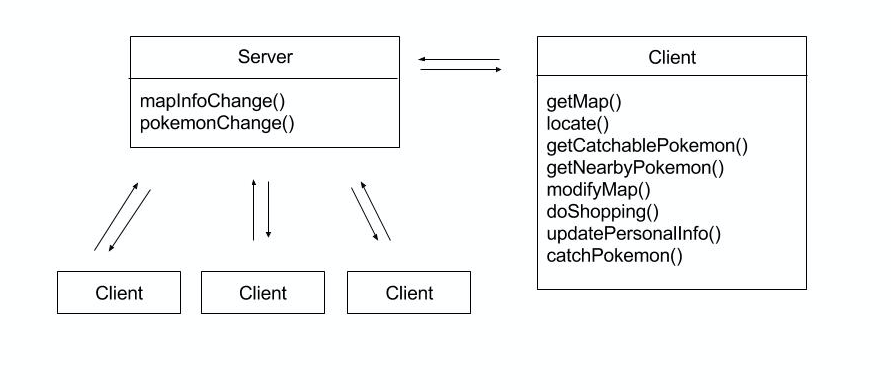 Server
mapInfoChange()
pokemonChange()
Client
getMap()
locate()
getCatchablePokemon()
getNearbyPokemon()
modifyMap()
doShopping()
updatePersonalInfo()
catchPokemon()
Client
Client
Client